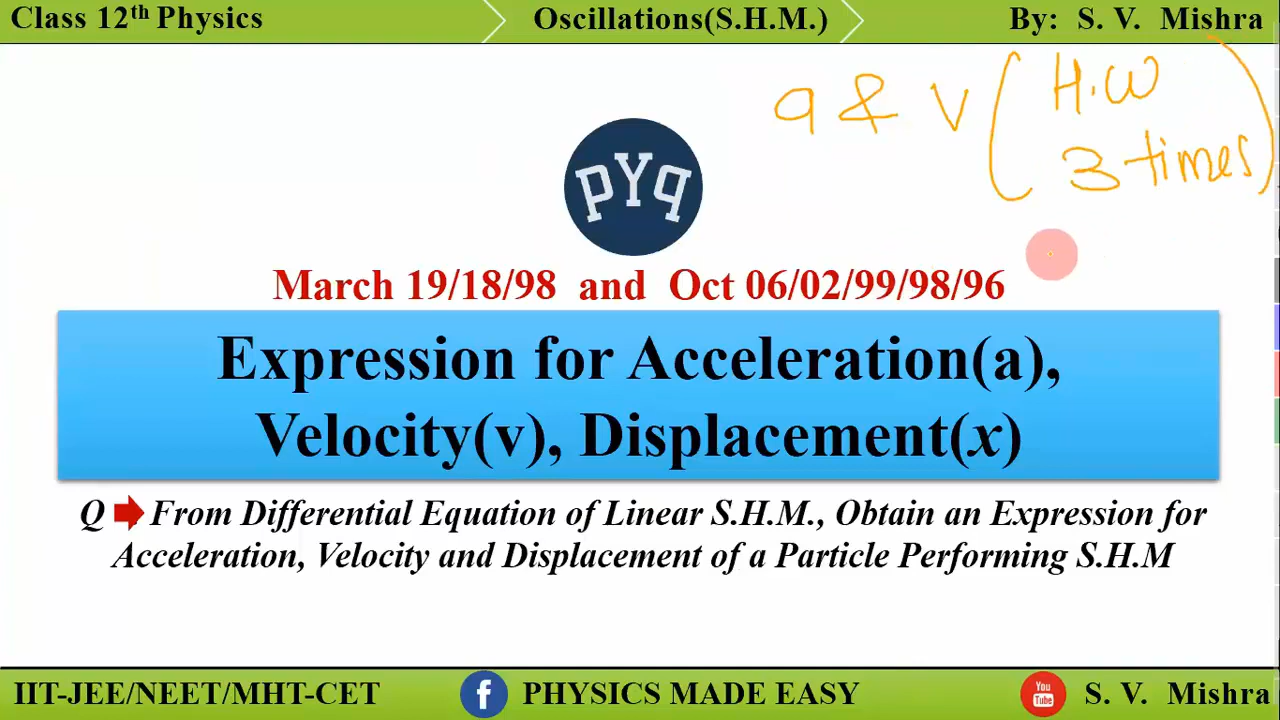 Class 12th Physics
Oscillations(S.H.M.)
By: S. V. Mishra
a & v ( H.W
3 times )
pYq
March 19/18/98 and Oct 06/02/99/98/96
Expression for Acceleration(a),
Velocity(v), Displacement(x)
Q From Differential Equation of Linear S.H.M., Obtain an Expression for
Acceleration, Velocity and Displacement of a Particle Performing S.H.M
IIT-JEE/NEET/MHT-CET
f PHYSICS MADE EASY
You Tube S. V. Mishra